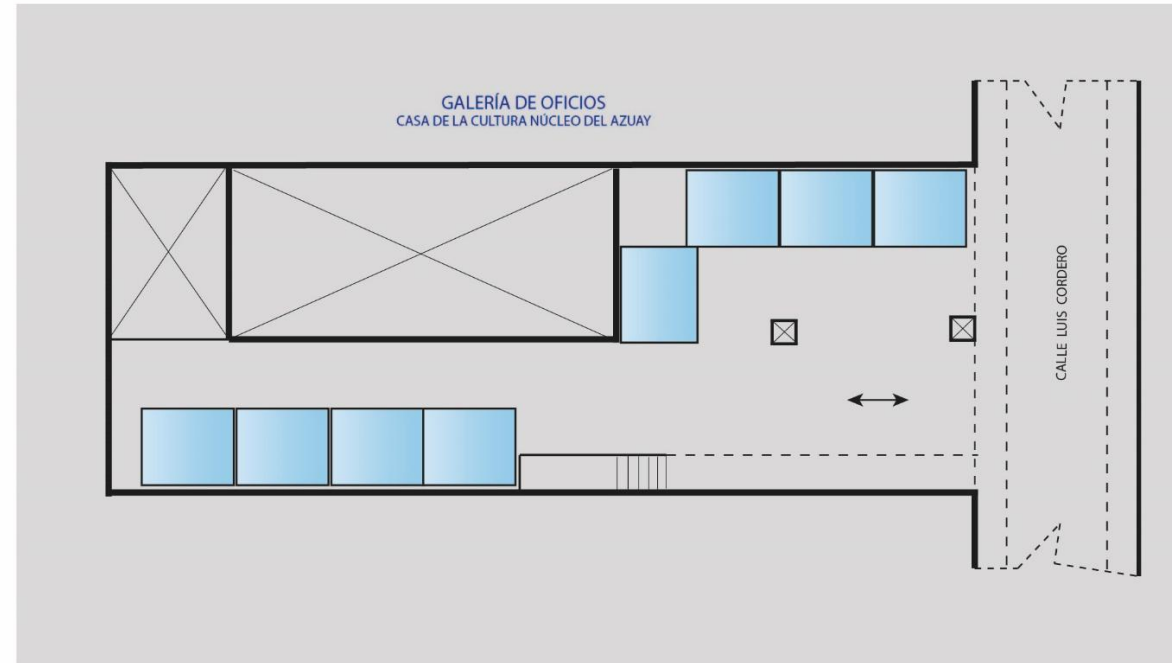 GALERÍA DE OFICIOS
CASA DE LA CULTURA NÚCLEO DEL AZUAY
CALLE LUIS CORDERO